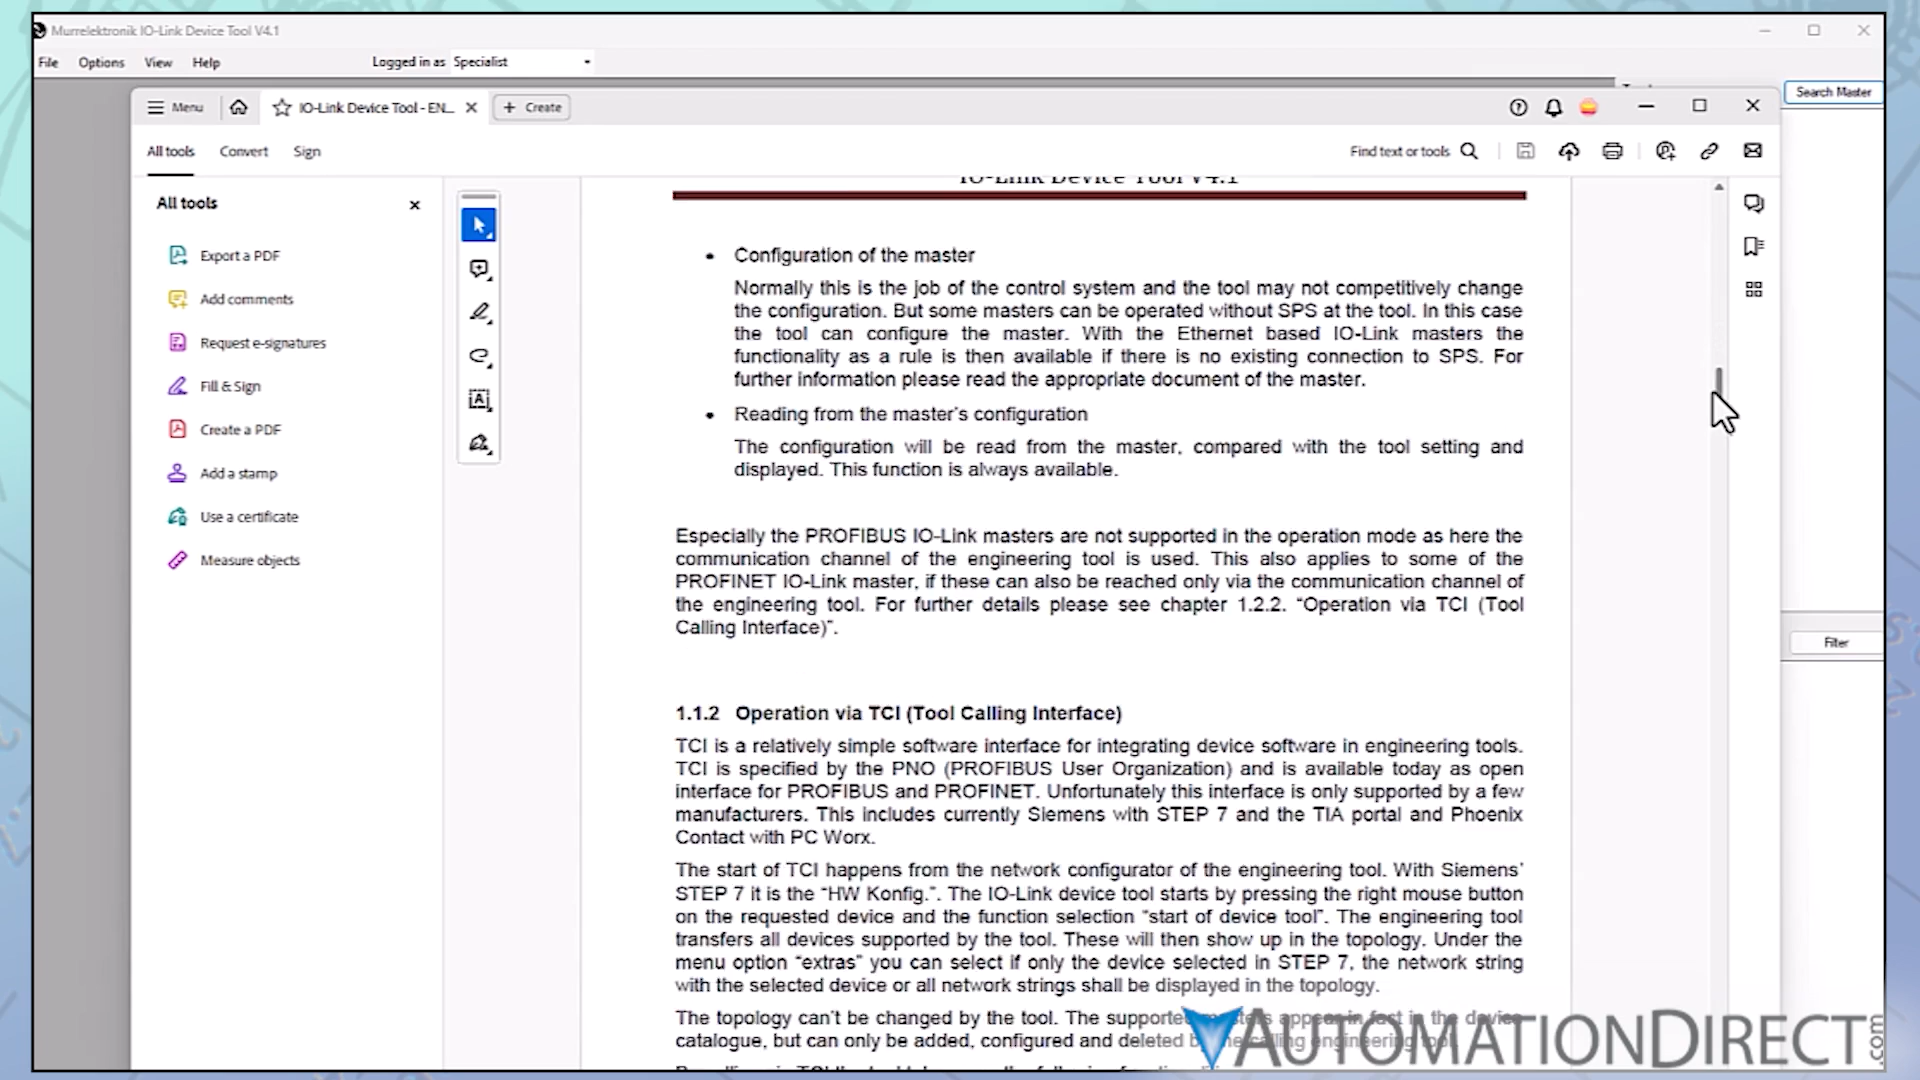 Murrelektronik IO-Link Device Tool V4.1
File Options View Help Logged in as Specialist
Search Master
Menu IO-Link Device Tool - EN... + Create
All tools Convert Sign Find text or tools
IO-Link Device Tool V4.1
All tools
Export a PDF
Add comments
Request e-signatures
Fill & Sign
Create a PDF
Add a stamp
Use a certificate
Measure objects
• Configuration of the master
Normally this is the job of the control system and the tool may not competitively change
the configuration. But some masters can be operated without SPS at the tool. In this case
the tool can configure the master. With the Ethernet based IO-Link masters the
functionality as a rule is then available if there is no existing connection to SPS. For
further information please read the appropriate document of the master.
• Reading from the master's configuration
The configuration will be read from the master, compared with the tool setting and
displayed. This function is always available.
Especially the PROFIBUS IO-Link masters are not supported in the operation mode as here the
communication channel of the engineering tool is used. This also applies to some of the
PROFINET IO-Link master, if these can also be reached only via the communication channel of
the engineering tool. For further details please see chapter 1.2.2. “Operation via TCI (Tool
Calling Interface)”.
Filter
1.1.2 Operation via TCI (Tool Calling Interface)
TCI is a relatively simple software interface for integrating device software in engineering tools.
TCI is specified by the PNO (PROFIBUS User Organization) and is available today as open
interface for PROFIBUS and PROFINET. Unfortunately this interface is only supported by a few
manufacturers. This includes currently Siemens with STEP 7 and the TIA portal and Phoenix
Contact with PC Worx.
The start of TCI happens from the network configurator of the engineering tool. With Siemens'
STEP 7 it is the “HW Konfig.”. The IO-Link device tool starts by pressing the right mouse button
on the requested device and the function selection “start of device tool”. The engineering tool
transfers all devices supported by the tool. These will then show up in the topology. Under the
menu option “extras” you can select if only the device selected in STEP 7, the network string
with the selected device or all network strings shall be displayed in the topology.
The topology can't be changed by the tool. The supported masters appear in fact in the device
catalogue, but can only be added, configured and deleted by the calling engineering tool.
AUTOMATIONDIRECT.com